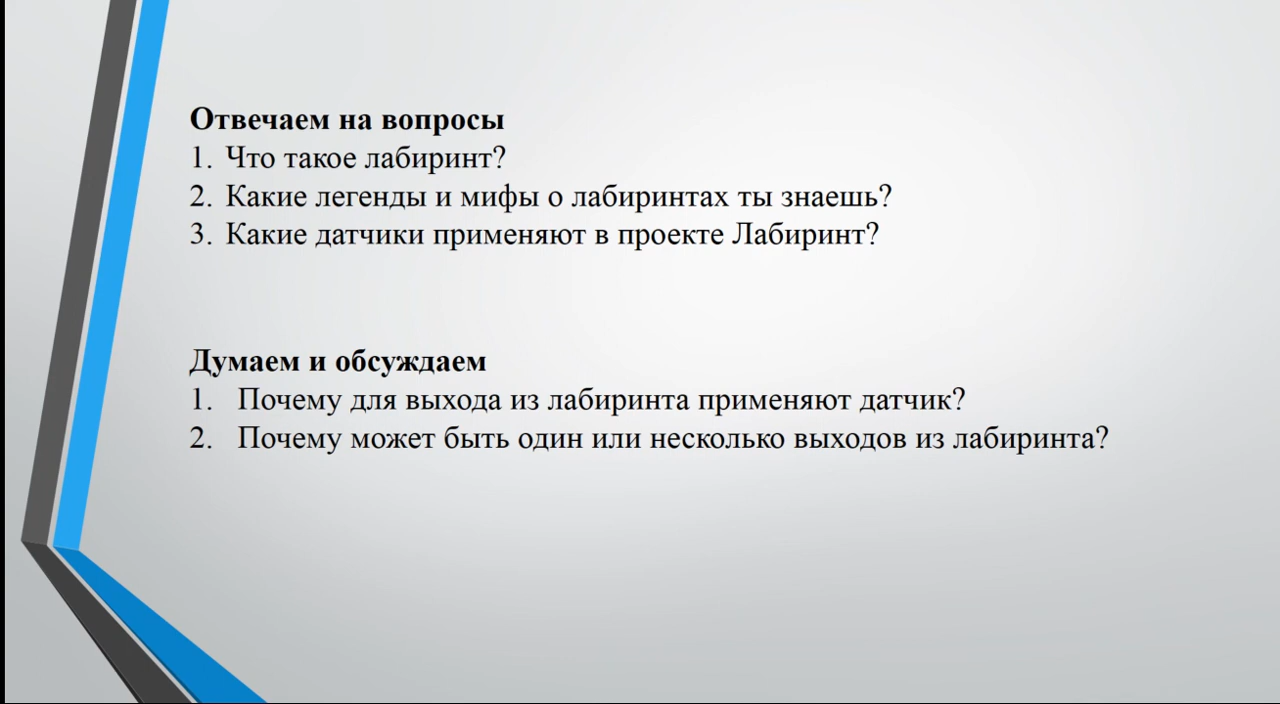 Отвечаем на вопросы
1. Что такое лабиринт?
2. Какие легенды и мифы о лабиринтах ты знаешь?
3. Какие датчики применяют в проекте Лабиринт?
Думаем и обсуждаем
1. Почему для выхода из лабиринта применяют датчик?
2. Почему может быть один или несколько выходов из лабиринта?